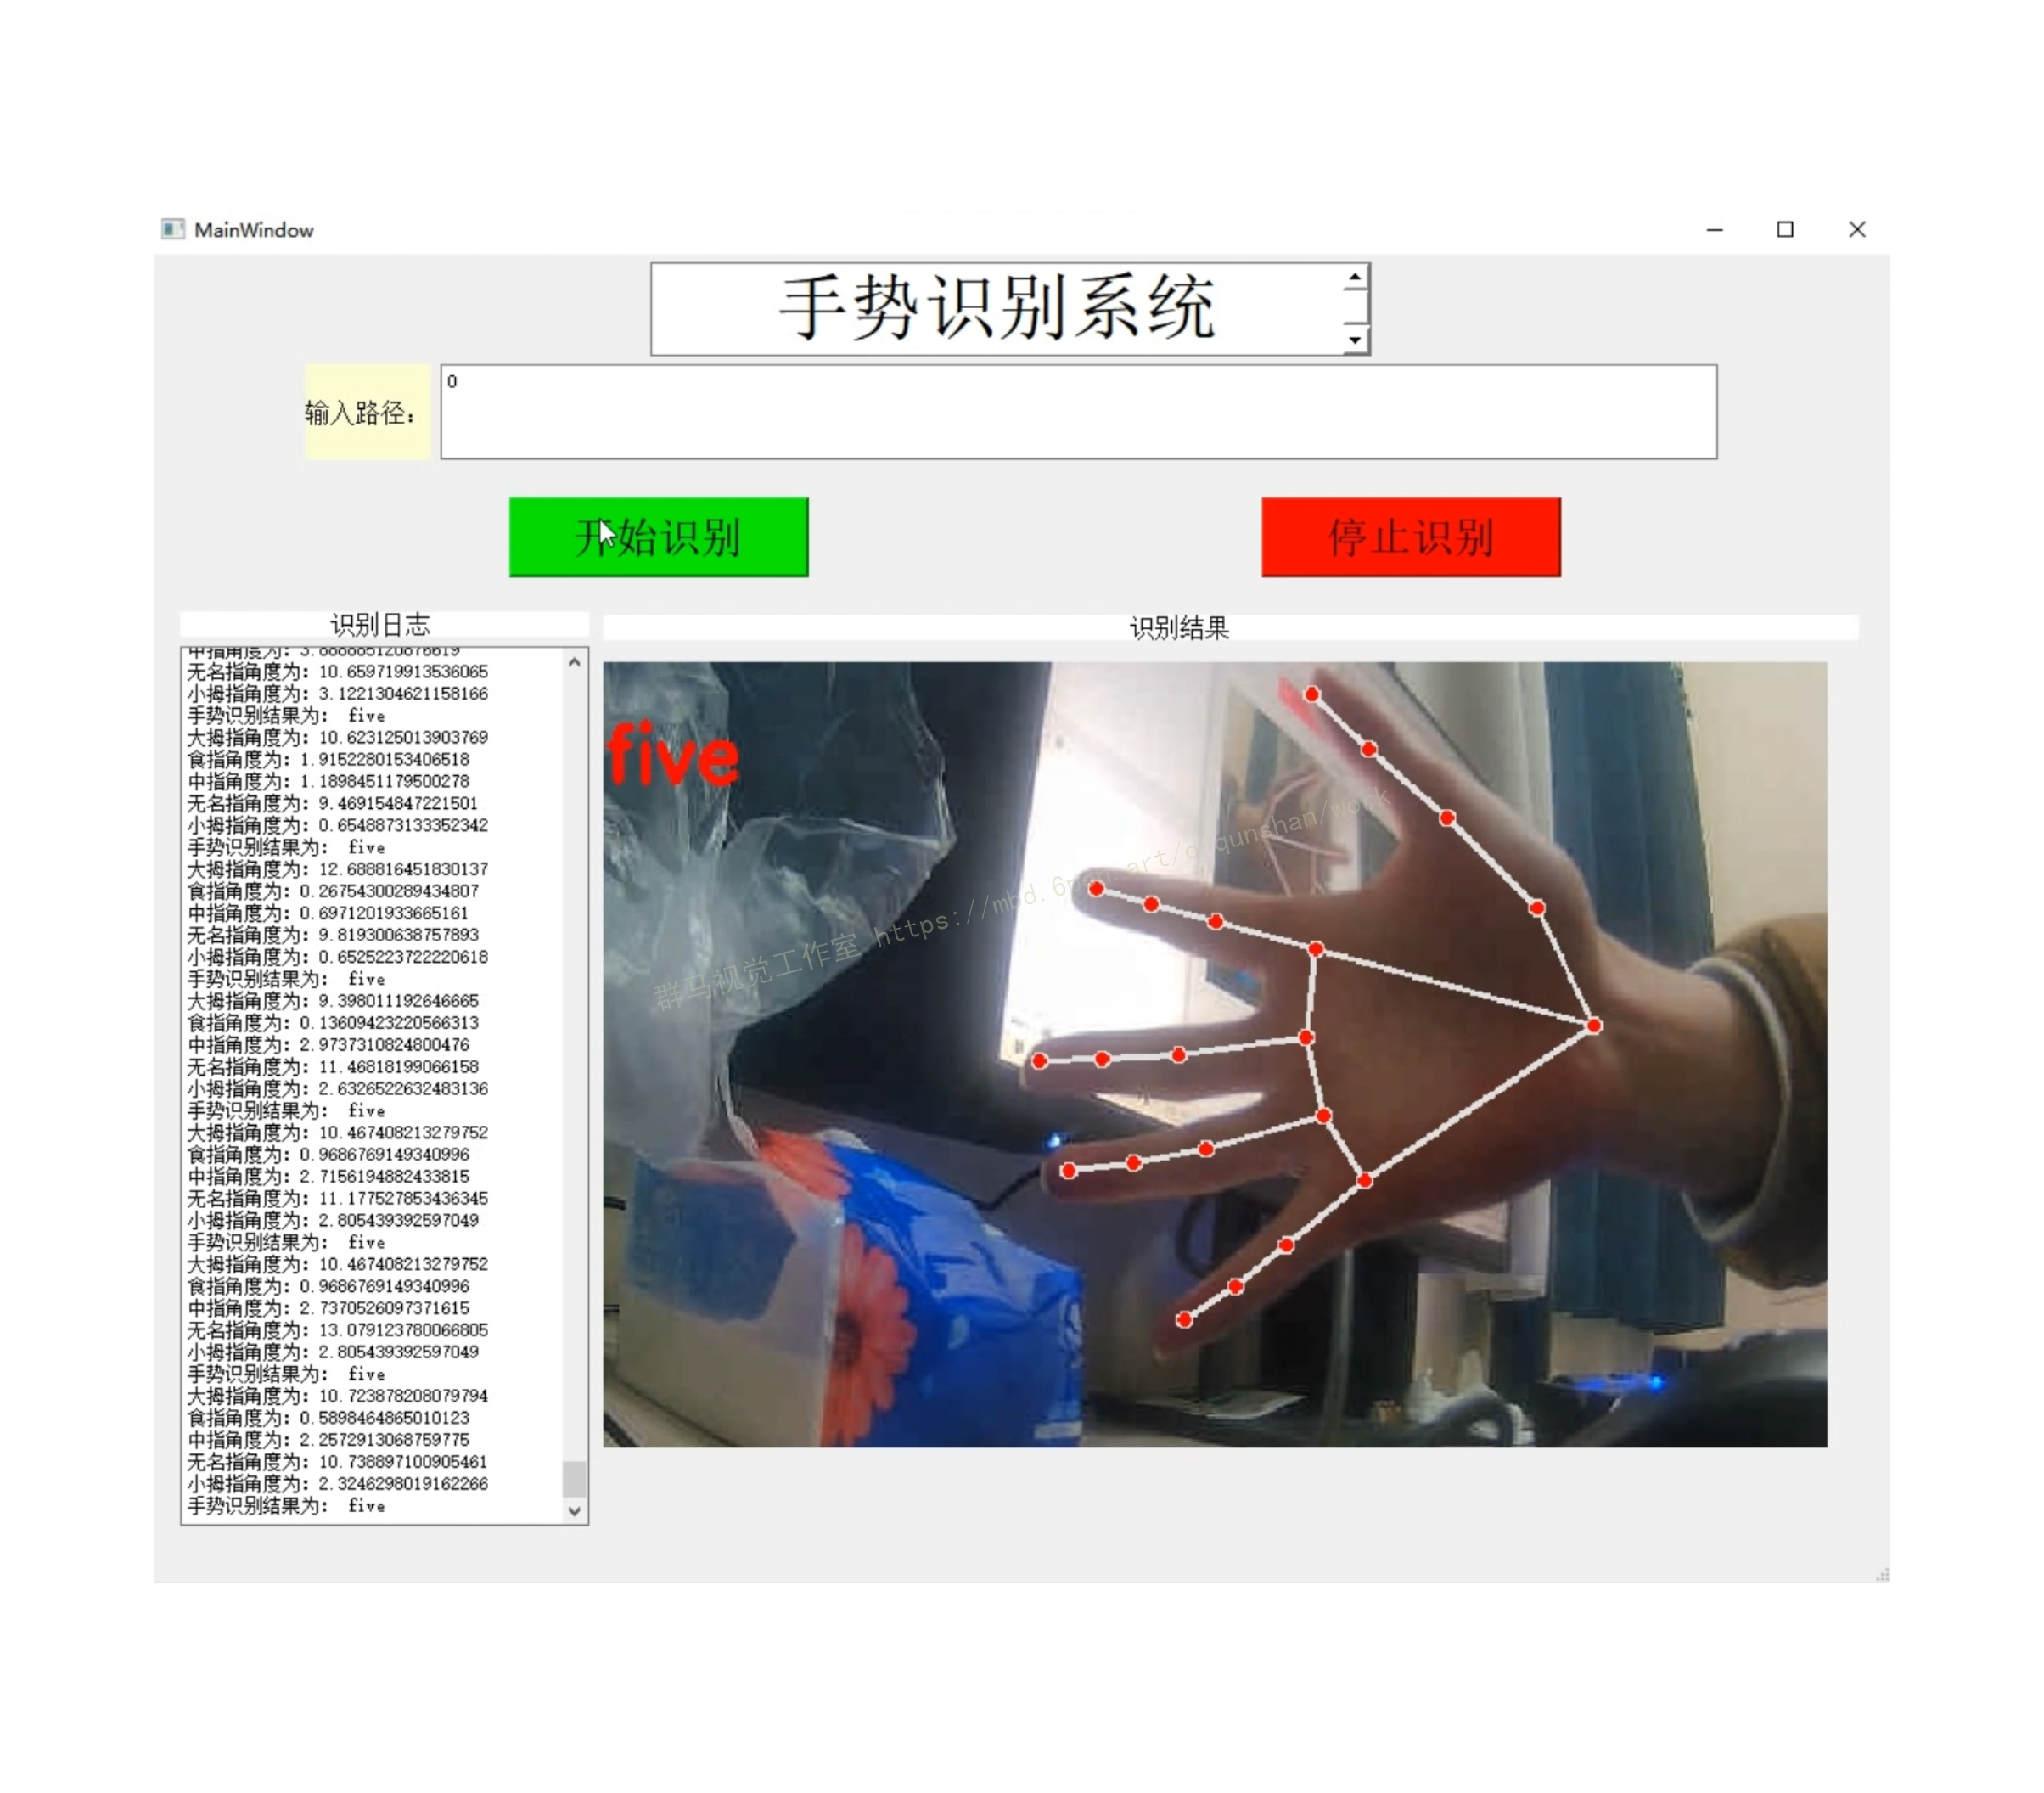 MainWindow
手势识别系统
输入路径：
0
开始识别
停止识别
识别日志
中指角度为：3.888885120876619
无名指角度为：10.659719913536065
小拇指角度为：3.1221304621158166
手势识别结果为： five
大拇指角度为：10.623125013903769
食指角度为：1.9152280153406518
中指角度为：1.1898451179500278
无名指角度为：9.469154847221501
小拇指角度为：0.6548873133352342
手势识别结果为： five
大拇指角度为：12.688816451830137
食指角度为：0.26754300289434807
中指角度为：0.6971201933665161
无名指角度为：9.819300638757893
小拇指角度为：0.6525223722220618
手势识别结果为： five
大拇指角度为：9.398011192646665
食指角度为：0.13609423220566313
中指角度为：2.9737310824800476
无名指角度为：11.46818199066158
小拇指角度为：2.6326522632483136
手势识别结果为： five
大拇指角度为：10.467408213279752
食指角度为：0.96867769149340996
中指角度为：2.7156194882433815
无名指角度为：11.177527853436345
小拇指角度为：2.805439392597049
手势识别结果为： five
大拇指角度为：10.467408213279752
食指角度为：0.96867769149340996
中指角度为：2.7370526097371615
无名指角度为：13.079123780066805
小拇指角度为：2.805439392597049
手势识别结果为： five
大拇指角度为：10.723878208079794
食指角度为：0.5898464865010123
中指角度为：2.2572913068759775
无名指角度为：10.738897100905461
小拇指角度为：2.3246298019162266
手势识别结果为： five
识别结果
five
群马视觉工作室 https://mbd.